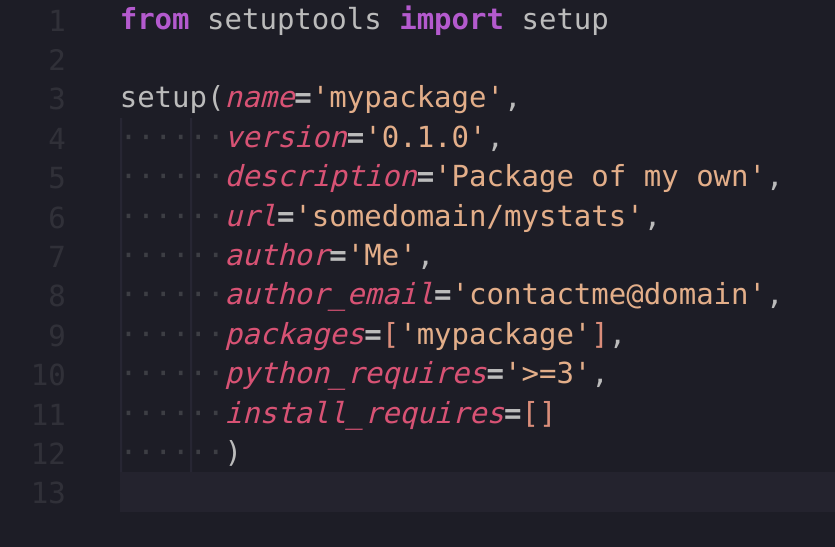 1 from setuptools import setup
2
3 setup(name='mypackage',
4 ······version='0.1.0',
5 ······description='Package of my own',
6 ······url='somedomain/mystats',
7 ······author='Me',
8 ······author_email='contactme@domain',
9 ······packages=['mypackage'],
10 ······python_requires='>=3',
11 ······install_requires=[]
12 ······)
13